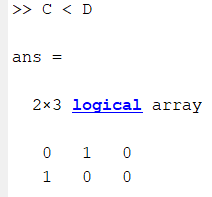 >> C < D
ans =
2×3 logical array
0 1 0
1 0 0